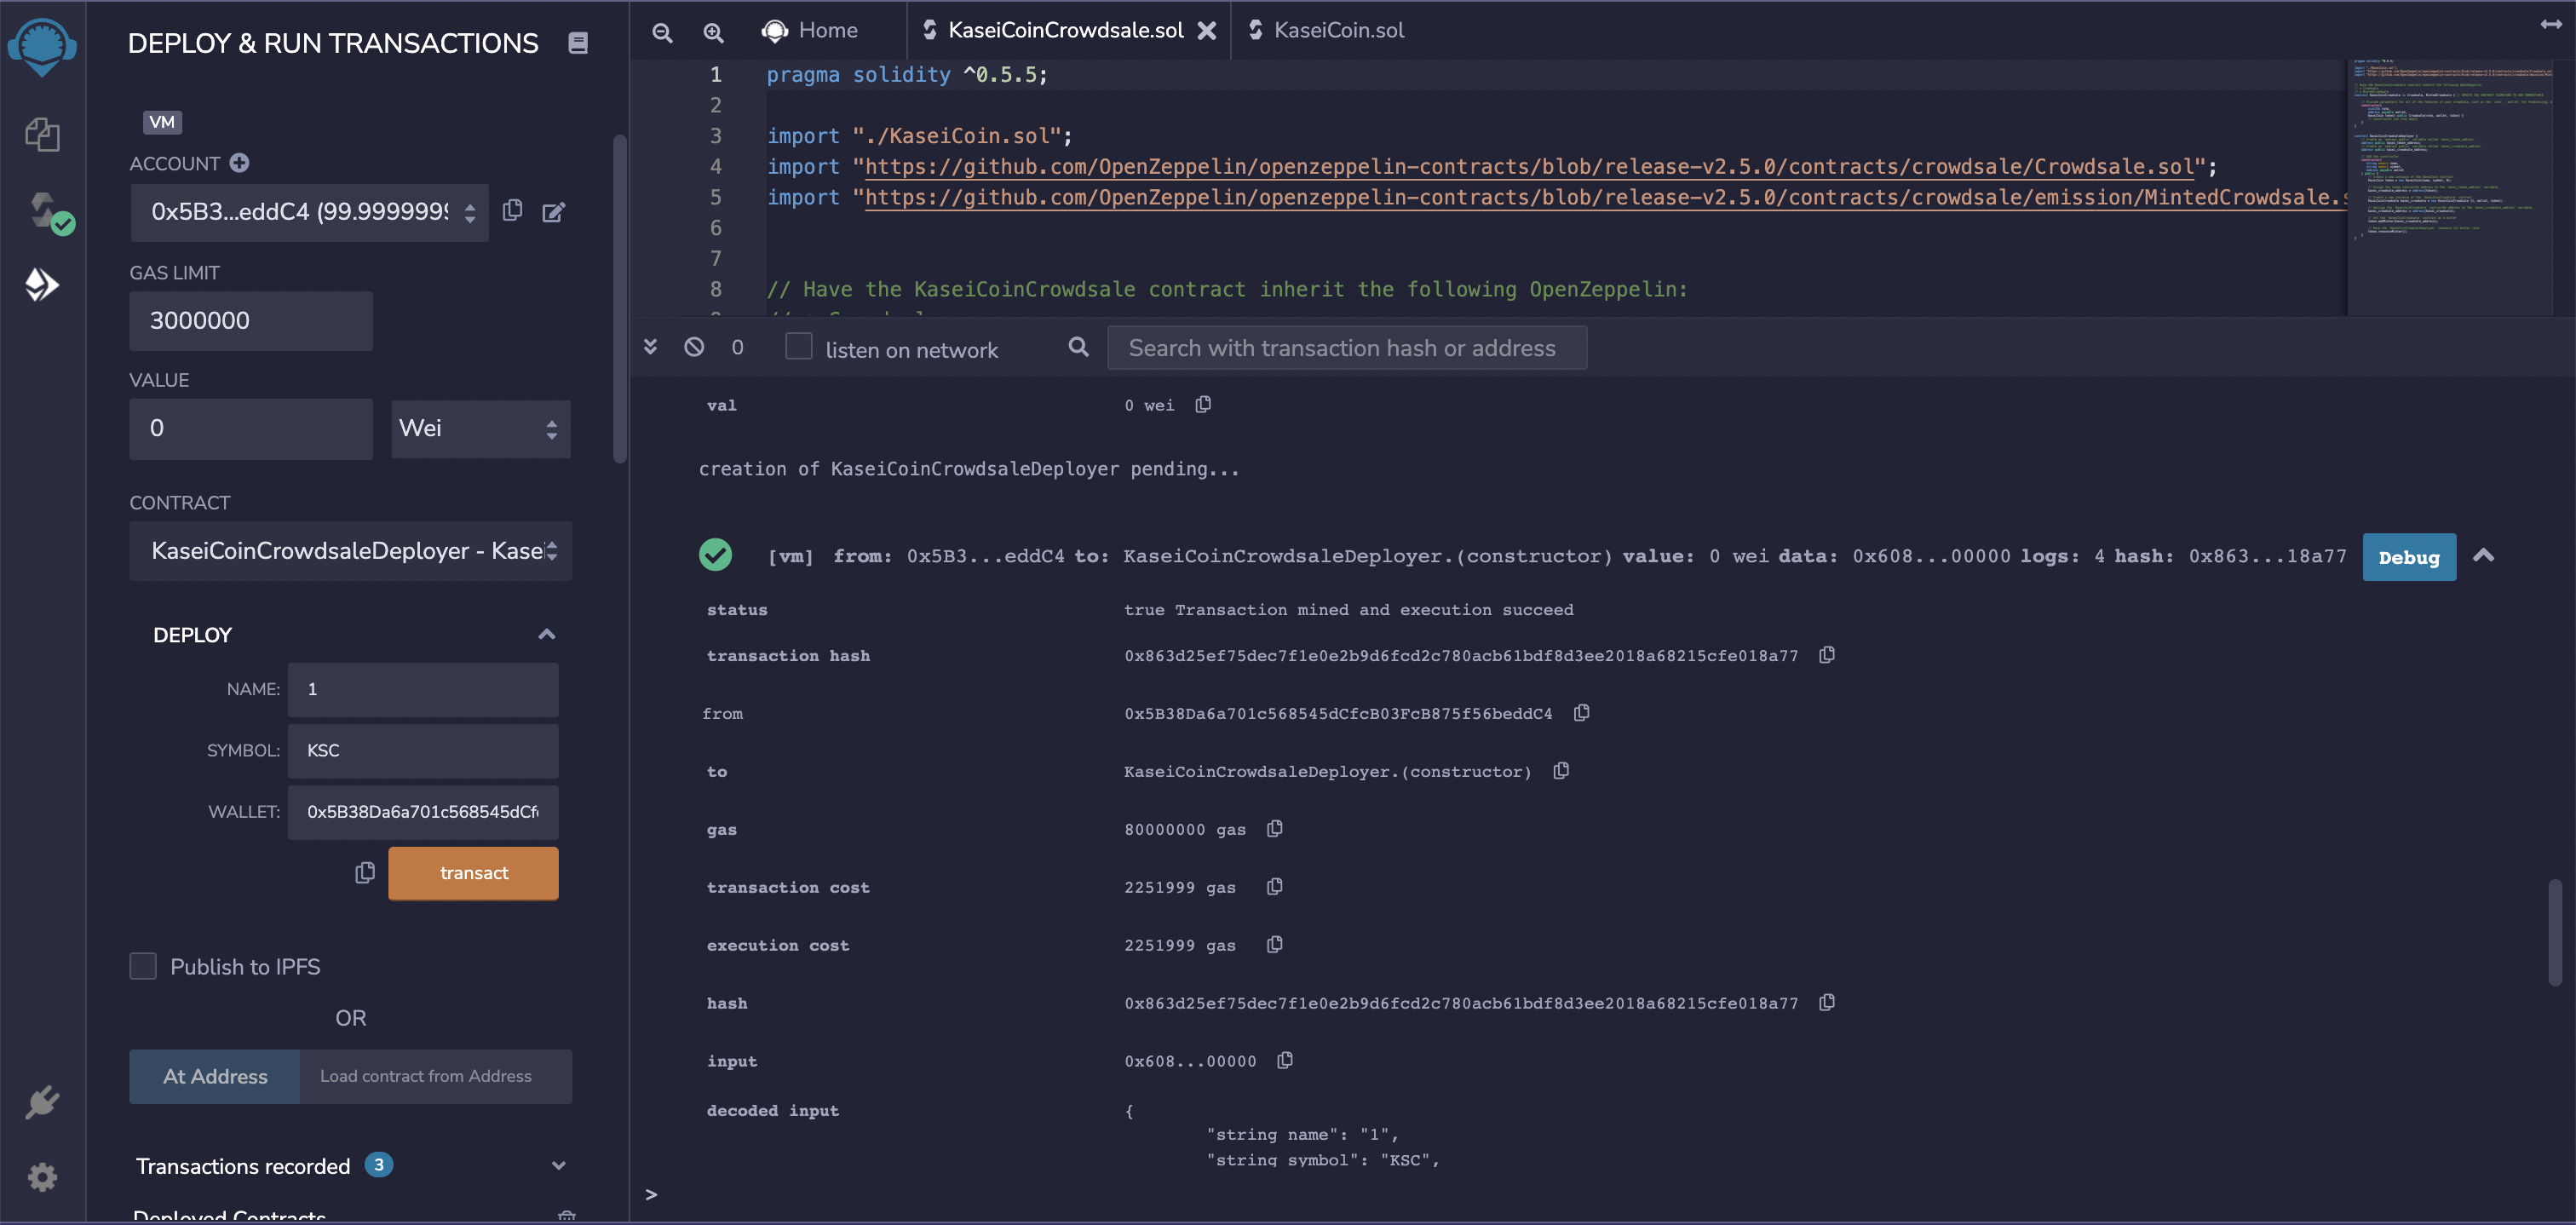 DEPLOY & RUN TRANSACTIONS
VM
ACCOUNT
0x5B3...eddC4 (99.9999999
GAS LIMIT
3000000
VALUE
0
Wei
CONTRACT
KaseiCoinCrowdsaleDeployer - Kasei
DEPLOY
NAME: 1
SYMBOL: KSC
WALLET: 0x5B38Da6a701c568545dCf
transact
Publish to IPFS
OR
At Address
Load contract from Address
Transactions recorded 3
Deployed Contracts
Home
KaseiCoinCrowdsale.sol
KaseiCoin.sol
1 pragma solidity ^0.5.5;
2
3 import "./KaseiCoin.sol";
4 import "https://github.com/OpenZeppelin/openzeppelin-contracts/blob/release-v2.5.0/contracts/crowdsale/Crowdsale.sol";
5 import "https://github.com/OpenZeppelin/openzeppelin-contracts/blob/release-v2.5.0/contracts/crowdsale/emission/MintedCrowdsale.s
6
7
8 // Have the KaseiCoinCrowdsale contract inherit the following OpenZeppelin:
0
listen on network
Search with transaction hash or address
val 0 wei
creation of KaseiCoinCrowdsaleDeployer pending...
[vm] from: 0x5B3...eddC4 to: KaseiCoinCrowdsaleDeployer.(constructor) value: 0 wei data: 0x608...00000 logs: 4 hash: 0x863...18a77
Debug
status true Transaction mined and execution succeed
transaction hash 0x863d25ef75dec7f1e0e2b9d6fcd2c780acb61bdf8d3ee2018a68215cfe018a77
from 0x5B38Da6a701c568545dCfcB03FcB875f56beddC4
to KaseiCoinCrowdsaleDeployer.(constructor)
gas 80000000 gas
transaction cost 2251999 gas
execution cost 2251999 gas
hash 0x863d25ef75dec7f1e0e2b9d6fcd2c780acb61bdf8d3ee2018a68215cfe018a77
input 0x608...00000
decoded input {
"string name": "1",
"string symbol": "KSC",
>